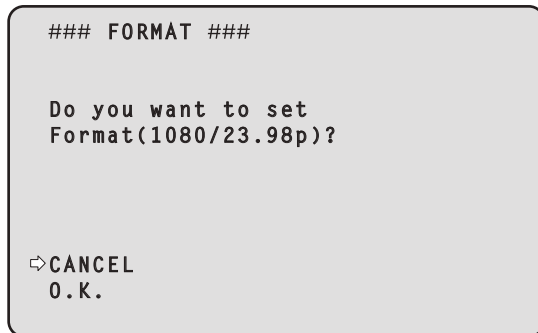 ### FORMAT ###
Do you want to set
Format(1080/23.98p)?
⇨CANCEL
O.K.